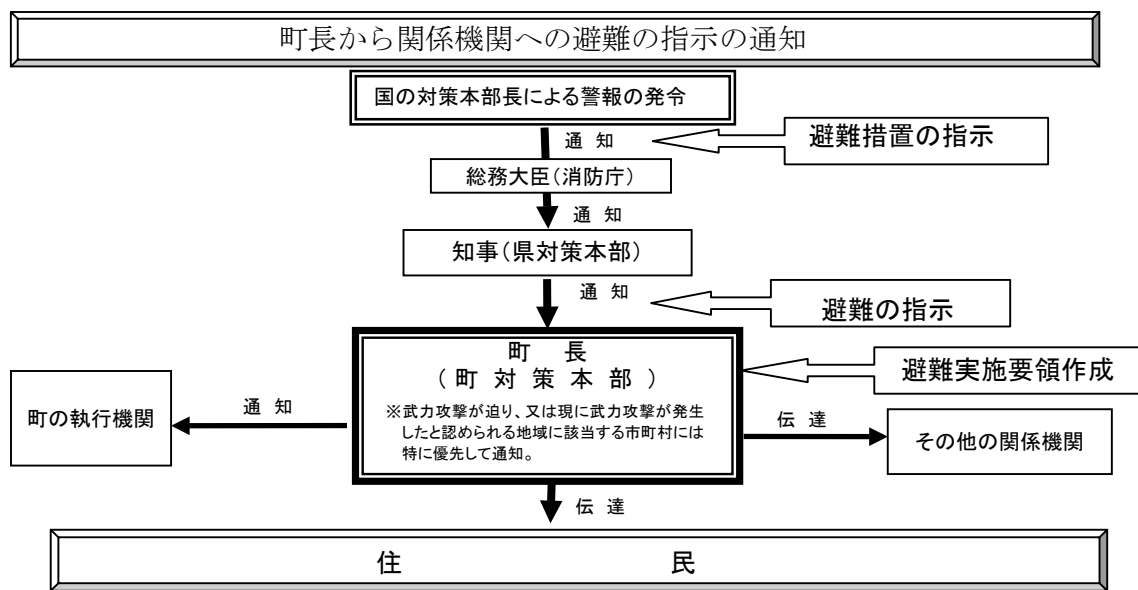 町長から関係機関への避難の指示の通知
国の対策本部長による警報の発令
通 知
避難措置の指示
総務大臣(消防庁)
通 知
知事(県対策本部)
通 知
避難の指示
町 長
(町 対 策 本 部)
※武力攻撃が迫り、又は現に武力攻撃が発生
したと認められる地域に該当する市町村には
特に優先して通知。
避難実施要領作成
通 知
町の執行機関
伝 達
その他の関係機関
伝 達
住 民